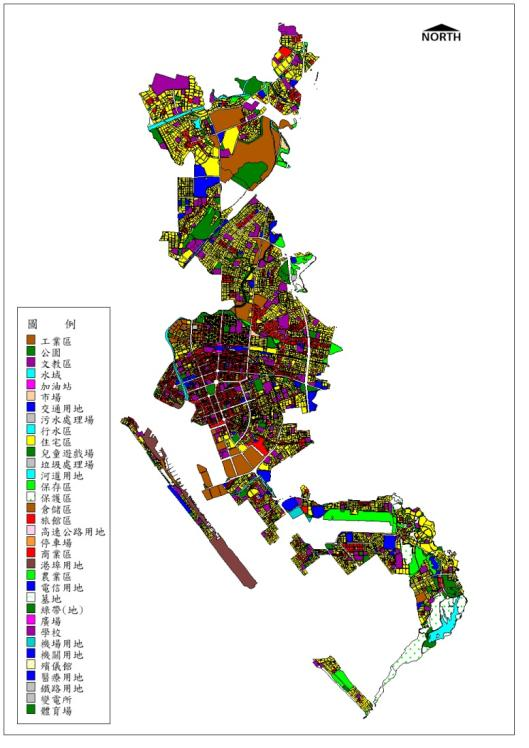 NORTH
圖 例
工業區
公園
文教區
水域
加油站
市場
交通用地
污水處理場
行水區
住宅區
兒童遊戲場
垃圾處理場
河道用地
保存區
保護區
倉儲區
旅館區
高速公路用地
停車場
商業區
港埠用地
農業區
電信用地
墓地
綠帶(地)
廣場
學校
機場用地
機關用地
殯儀館
醫療用地
鐵路用地
變電所
體育場